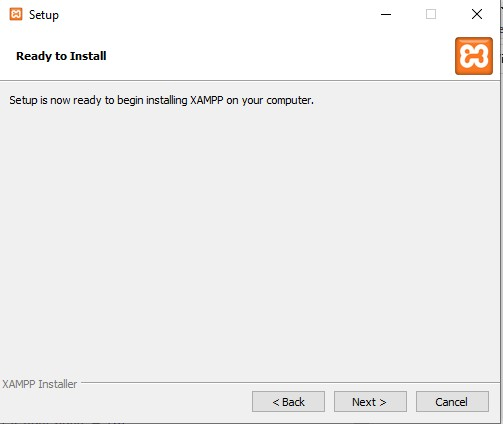 Setup
Ready to Install
Setup is now ready to begin installing XAMPP on your computer.
XAMPP Installer
< Back
Next >
Cancel